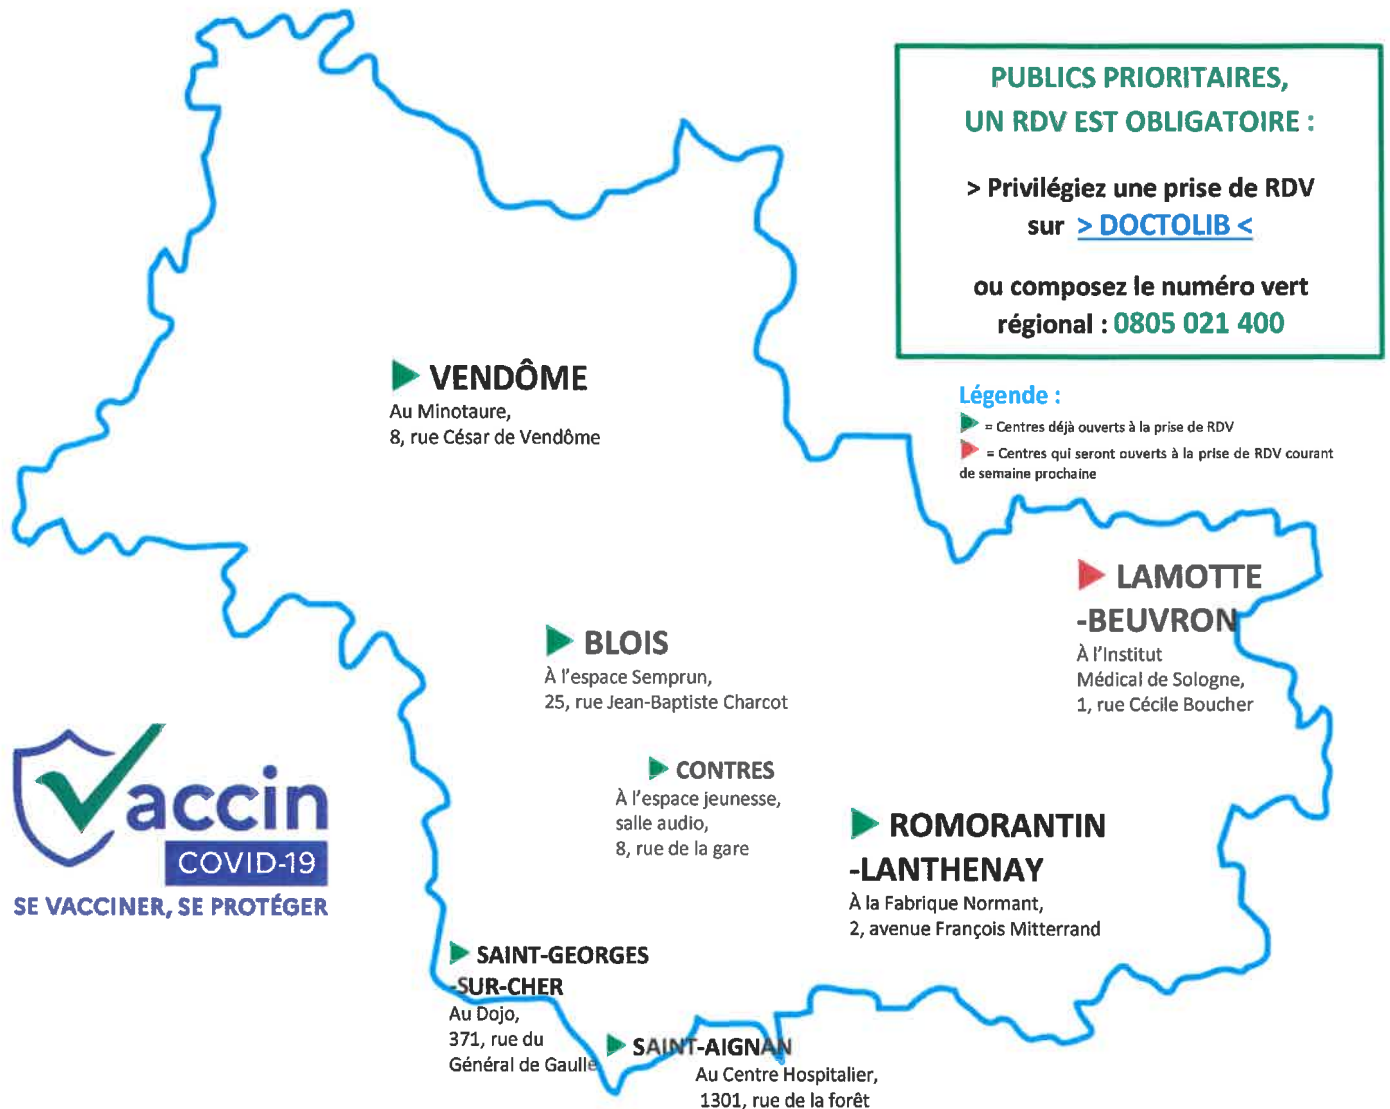 PUBLICS PRIORITAIRES,
UN RDV EST OBLIGATOIRE :
> Privilégiez une prise de RDV
sur > DOCTOLIB <
ou composez le numéro vert
régional : 0805 021 400
Légende :
= Centres déjà ouverts à la prise de RDV
= Centres qui seront ouverts à la prise de RDV courant
de semaine prochaine
VENDÔME
Au Minotaure,
8, rue César de Vendôme
LAMOTTE
-BEUVRON
À l'Institut
Médical de Sologne,
1, rue Cécile Boucher
BLOIS
À l'espace Semprun,
25, rue Jean-Baptiste Charcot
CONTRES
À l'espace jeunesse,
salle audio,
8, rue de la gare
ROMORANTIN
-LANTHENAY
À la Fabrique Normant,
2, avenue François Mitterrand
Vaccin
COVID-19
SE VACCINER, SE PROTÉGER
SAINT-GEORGES
-SUR-CHER
Au Dojo,
371, rue du
Général de Gaulle
SAINT-AIGNAN
Au Centre Hospitalier,
1301, rue de la forêt